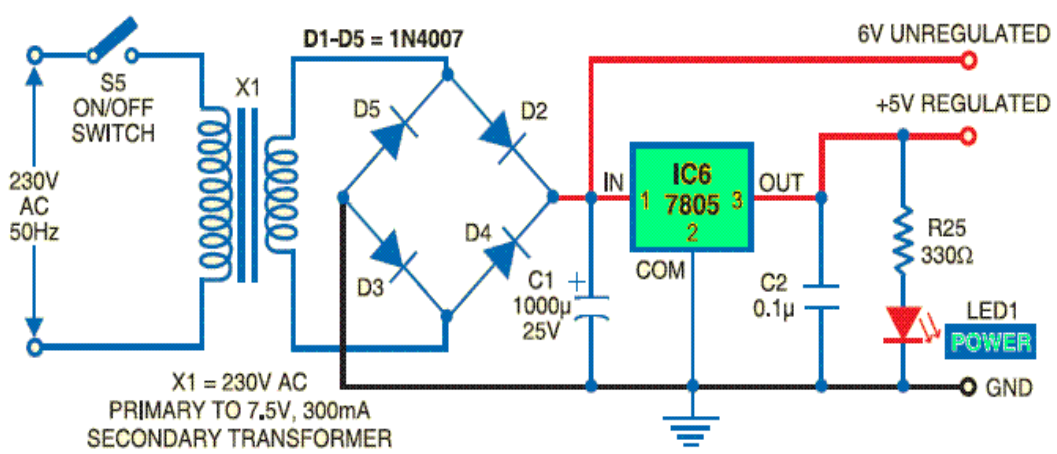 D1-D5 = 1N4007
6V UNREGULATED
+5V REGULATED
S5
ON/OFF
SWITCH
X1
D5
D2
230V
AC
50Hz
IN
IC6
7805
1
3
2
OUT
COM
D3
D4
C1
+
1000µ
25V
C2
0.1µ
R25
330Ω
LED1
POWER
GND
X1 = 230V AC
PRIMARY TO 7.5V, 300mA
SECONDARY TRANSFORMER